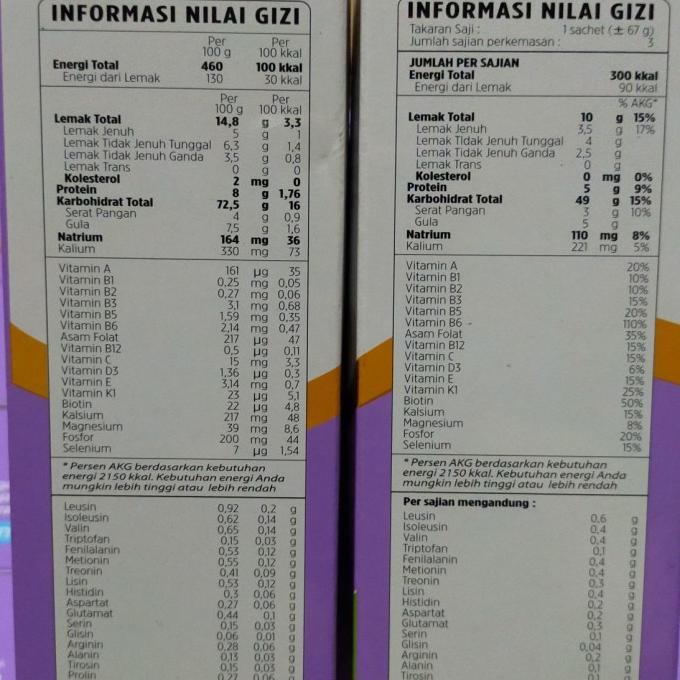 INFORMASI NILAI GIZI
Per 100 g Per 100 kkal
Energi Total 460 100 kkal
Energi dari Lemak 130 30 kkal
Per 100 g Per 100 kkal
Lemak Total 14,8 g 3,3
Lemak Jenuh 5 g 1
Lemak Tidak Jenuh Tunggal 6,3 g 1,4
Lemak Tidak Jenuh Ganda 3,5 g 0,8
Lemak Trans 0 g 0
Kolesterol 2 mg 0
Protein 8 g 1,76
Karbohidrat Total 72,5 g 16
Serat Pangan 4 g 0,9
Gula 7,5 g 1,6
Natrium 164 mg 36
Kalium 330 mg 73
Vitamin A 161 µg 35
Vitamin B1 0,25 mg 0,05
Vitamin B2 0,27 mg 0,06
Vitamin B3 3,1 mg 0,68
Vitamin B5 1,59 mg 0,35
Vitamin B6 2,14 mg 0,47
Asam Folat 217 µg 47
Vitamin B12 0,5 µg 0,11
Vitamin C 15 mg 3,3
Vitamin D3 1,36 µg 0,3
Vitamin E 3,14 mg 0,7
Vitamin K1 23 µg 5,1
Biotin 22 µg 4,8
Kalsium 217 mg 48
Magnesium 39 mg 8,6
Fosfor 200 mg 44
Selenium 7 µg 1,54
* Persen AKG berdasarkan kebutuhan
energi 2150 kkal. Kebutuhan energi Anda
mungkin lebih tinggi atau lebih rendah
Leusin 0,92 0,2 g
Isoleusin 0,62 0,14 g
Valin 0,65 0,14 g
Triptofan 0,15 0,03 g
Fenilalanin 0,53 0,12 g
Metionin 0,55 0,12 g
Treonin 0,41 0,09 g
Lisin 0,53 0,12 g
Histidin 0,3 0,06 g
Aspartat 0,27 0,06 g
Glutamat 0,44 0,1 g
Serin 0,15 0,03 g
Glisin 0,06 0,01 g
Arginin 0,28 0,06 g
Alanin 0,13 0,03 g
Tirosin 0,15 0,03 g
Prolin 0,27 0,06 g
INFORMASI NILAI GIZI
Takaran Saji : 1 sachet (± 67 g)
Jumlah sajian perkemasan : 3
JUMLAH PER SAJIAN
Energi Total 300 kkal
Energi dari Lemak 90 kkal
% AKG*
Lemak Total 10 g 15%
Lemak Jenuh 3,5 g 17%
Lemak Tidak Jenuh Tunggal 4 g
Lemak Tidak Jenuh Ganda 2,5 g
Lemak Trans 0 g
Kolesterol 0 mg 0%
Protein 5 g 9%
Karbohidrat Total 49 g 15%
Serat Pangan 3 g 10%
Gula 5 g
Natrium 110 mg 8%
Kalium 221 mg 5%
Vitamin A 20%
Vitamin B1 10%
Vitamin B2 10%
Vitamin B3 15%
Vitamin B5 20%
Vitamin B6 110%
Asam Folat 35%
Vitamin B12 15%
Vitamin C 15%
Vitamin D3 6%
Vitamin E 15%
Vitamin K1 25%
Biotin 50%
Kalsium 15%
Magnesium 8%
Fosfor 20%
Selenium 15%
* Persen AKG berdasarkan kebutuhan
energi 2150 kkal. Kebutuhan energi Anda
mungkin lebih tinggi atau lebih rendah
Per sajian mengandung :
Leusin 0,6 g
Isoleusin 0,4 g
Valin 0,4 g
Triptofan 0,1 g
Fenilalanin 0,4 g
Metionin 0,4 g
Treonin 0,3 g
Lisin 0,4 g
Histidin 0,2 g
Aspartat 0,2 g
Glutamat 0,3 g
Serin 0,1 g
Glisin 0,04 g
Arginin 0,2 g
Alanin 0,1 g
Tirosin 0,1 g